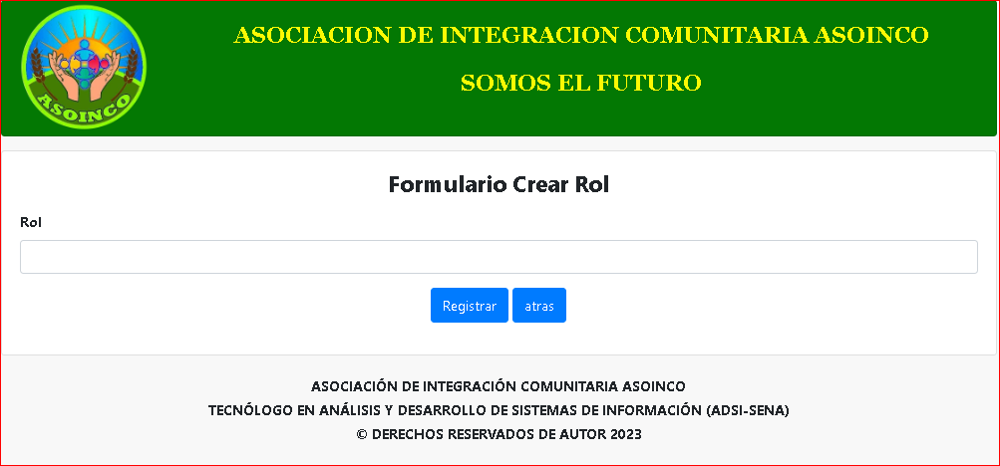 ASOCIACION DE INTEGRACION COMUNITARIA ASOINCO
SOMOS EL FUTURO
ASOINCO
Formulario Crear Rol
Rol
Registrar atras
ASOCIACIÓN DE INTEGRACIÓN COMUNITARIA ASOINCO
TECNÓLOGO EN ANÁLISIS Y DESARROLLO DE SISTEMAS DE INFORMACIÓN (ADSI-SENA)
© DERECHOS RESERVADOS DE AUTOR 2023